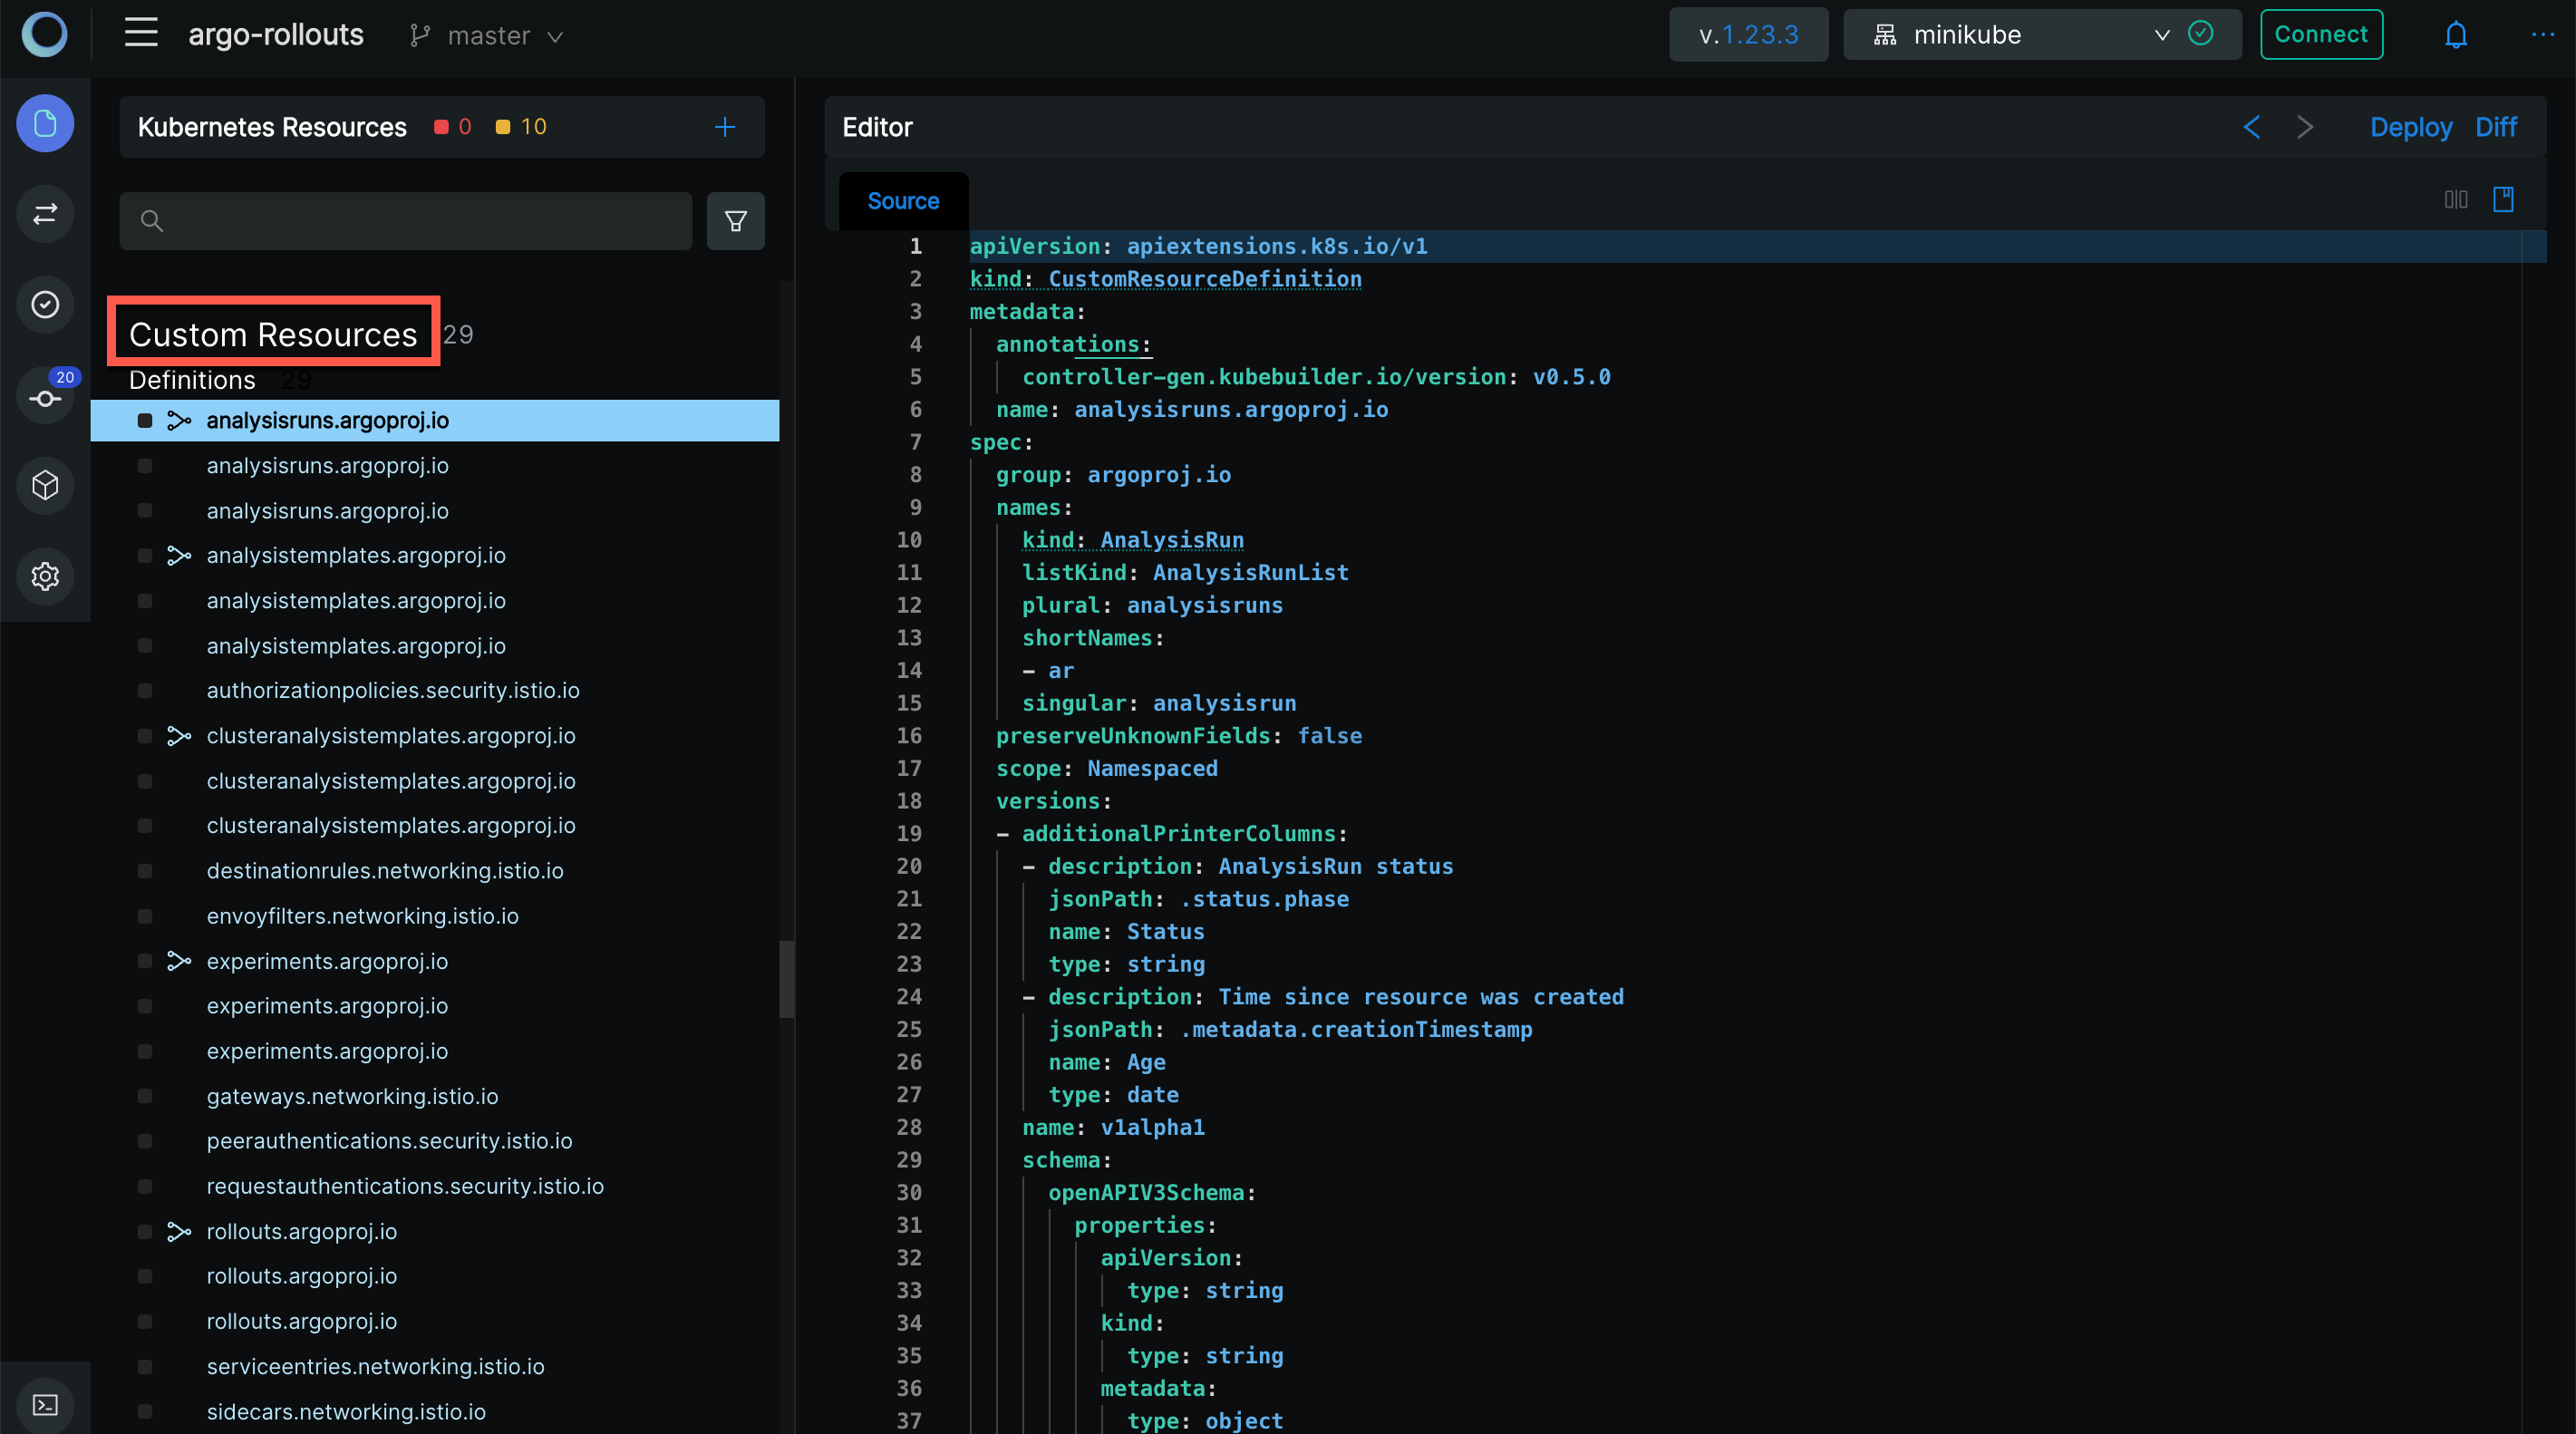 argo-rollouts master v.1.23.3 minikube Connect
Kubernetes Resources 0 10
Editor Deploy Diff
Source
20
Custom Resources 29
Definitions 29
analysisruns.argoproj.io
analysisruns.argoproj.io
analysisruns.argoproj.io
analysistemplates.argoproj.io
analysistemplates.argoproj.io
analysistemplates.argoproj.io
authorizationpolicies.security.istio.io
clusteranalysistemplates.argoproj.io
clusteranalysistemplates.argoproj.io
clusteranalysistemplates.argoproj.io
destinationrules.networking.istio.io
envoyfilters.networking.istio.io
experiments.argoproj.io
experiments.argoproj.io
experiments.argoproj.io
gateways.networking.istio.io
peerauthentications.security.istio.io
requestauthentications.security.istio.io
rollouts.argoproj.io
rollouts.argoproj.io
rollouts.argoproj.io
serviceentries.networking.istio.io
sidecars.networking.istio.io
1 apiVersion: apiextensions.k8s.io/v1
2 kind: CustomResourceDefinition
3 metadata:
4 annotations:
5 controller-gen.kubebuilder.io/version: v0.5.0
6 name: analysisruns.argoproj.io
7 spec:
8 group: argoproj.io
9 names:
10 kind: AnalysisRun
11 listKind: AnalysisRunList
12 plural: analysisruns
13 shortNames:
14 - ar
15 singular: analysisrun
16 preserveUnknownFields: false
17 scope: Namespaced
18 versions:
19 - additionalPrinterColumns:
20 - description: AnalysisRun status
21 jsonPath: .status.phase
22 name: Status
23 type: string
24 - description: Time since resource was created
25 jsonPath: .metadata.creationTimestamp
26 name: Age
27 type: date
28 name: v1alpha1
29 schema:
30 openAPIV3Schema:
31 properties:
32 apiVersion:
33 type: string
34 kind:
35 type: string
36 metadata:
37 type: object